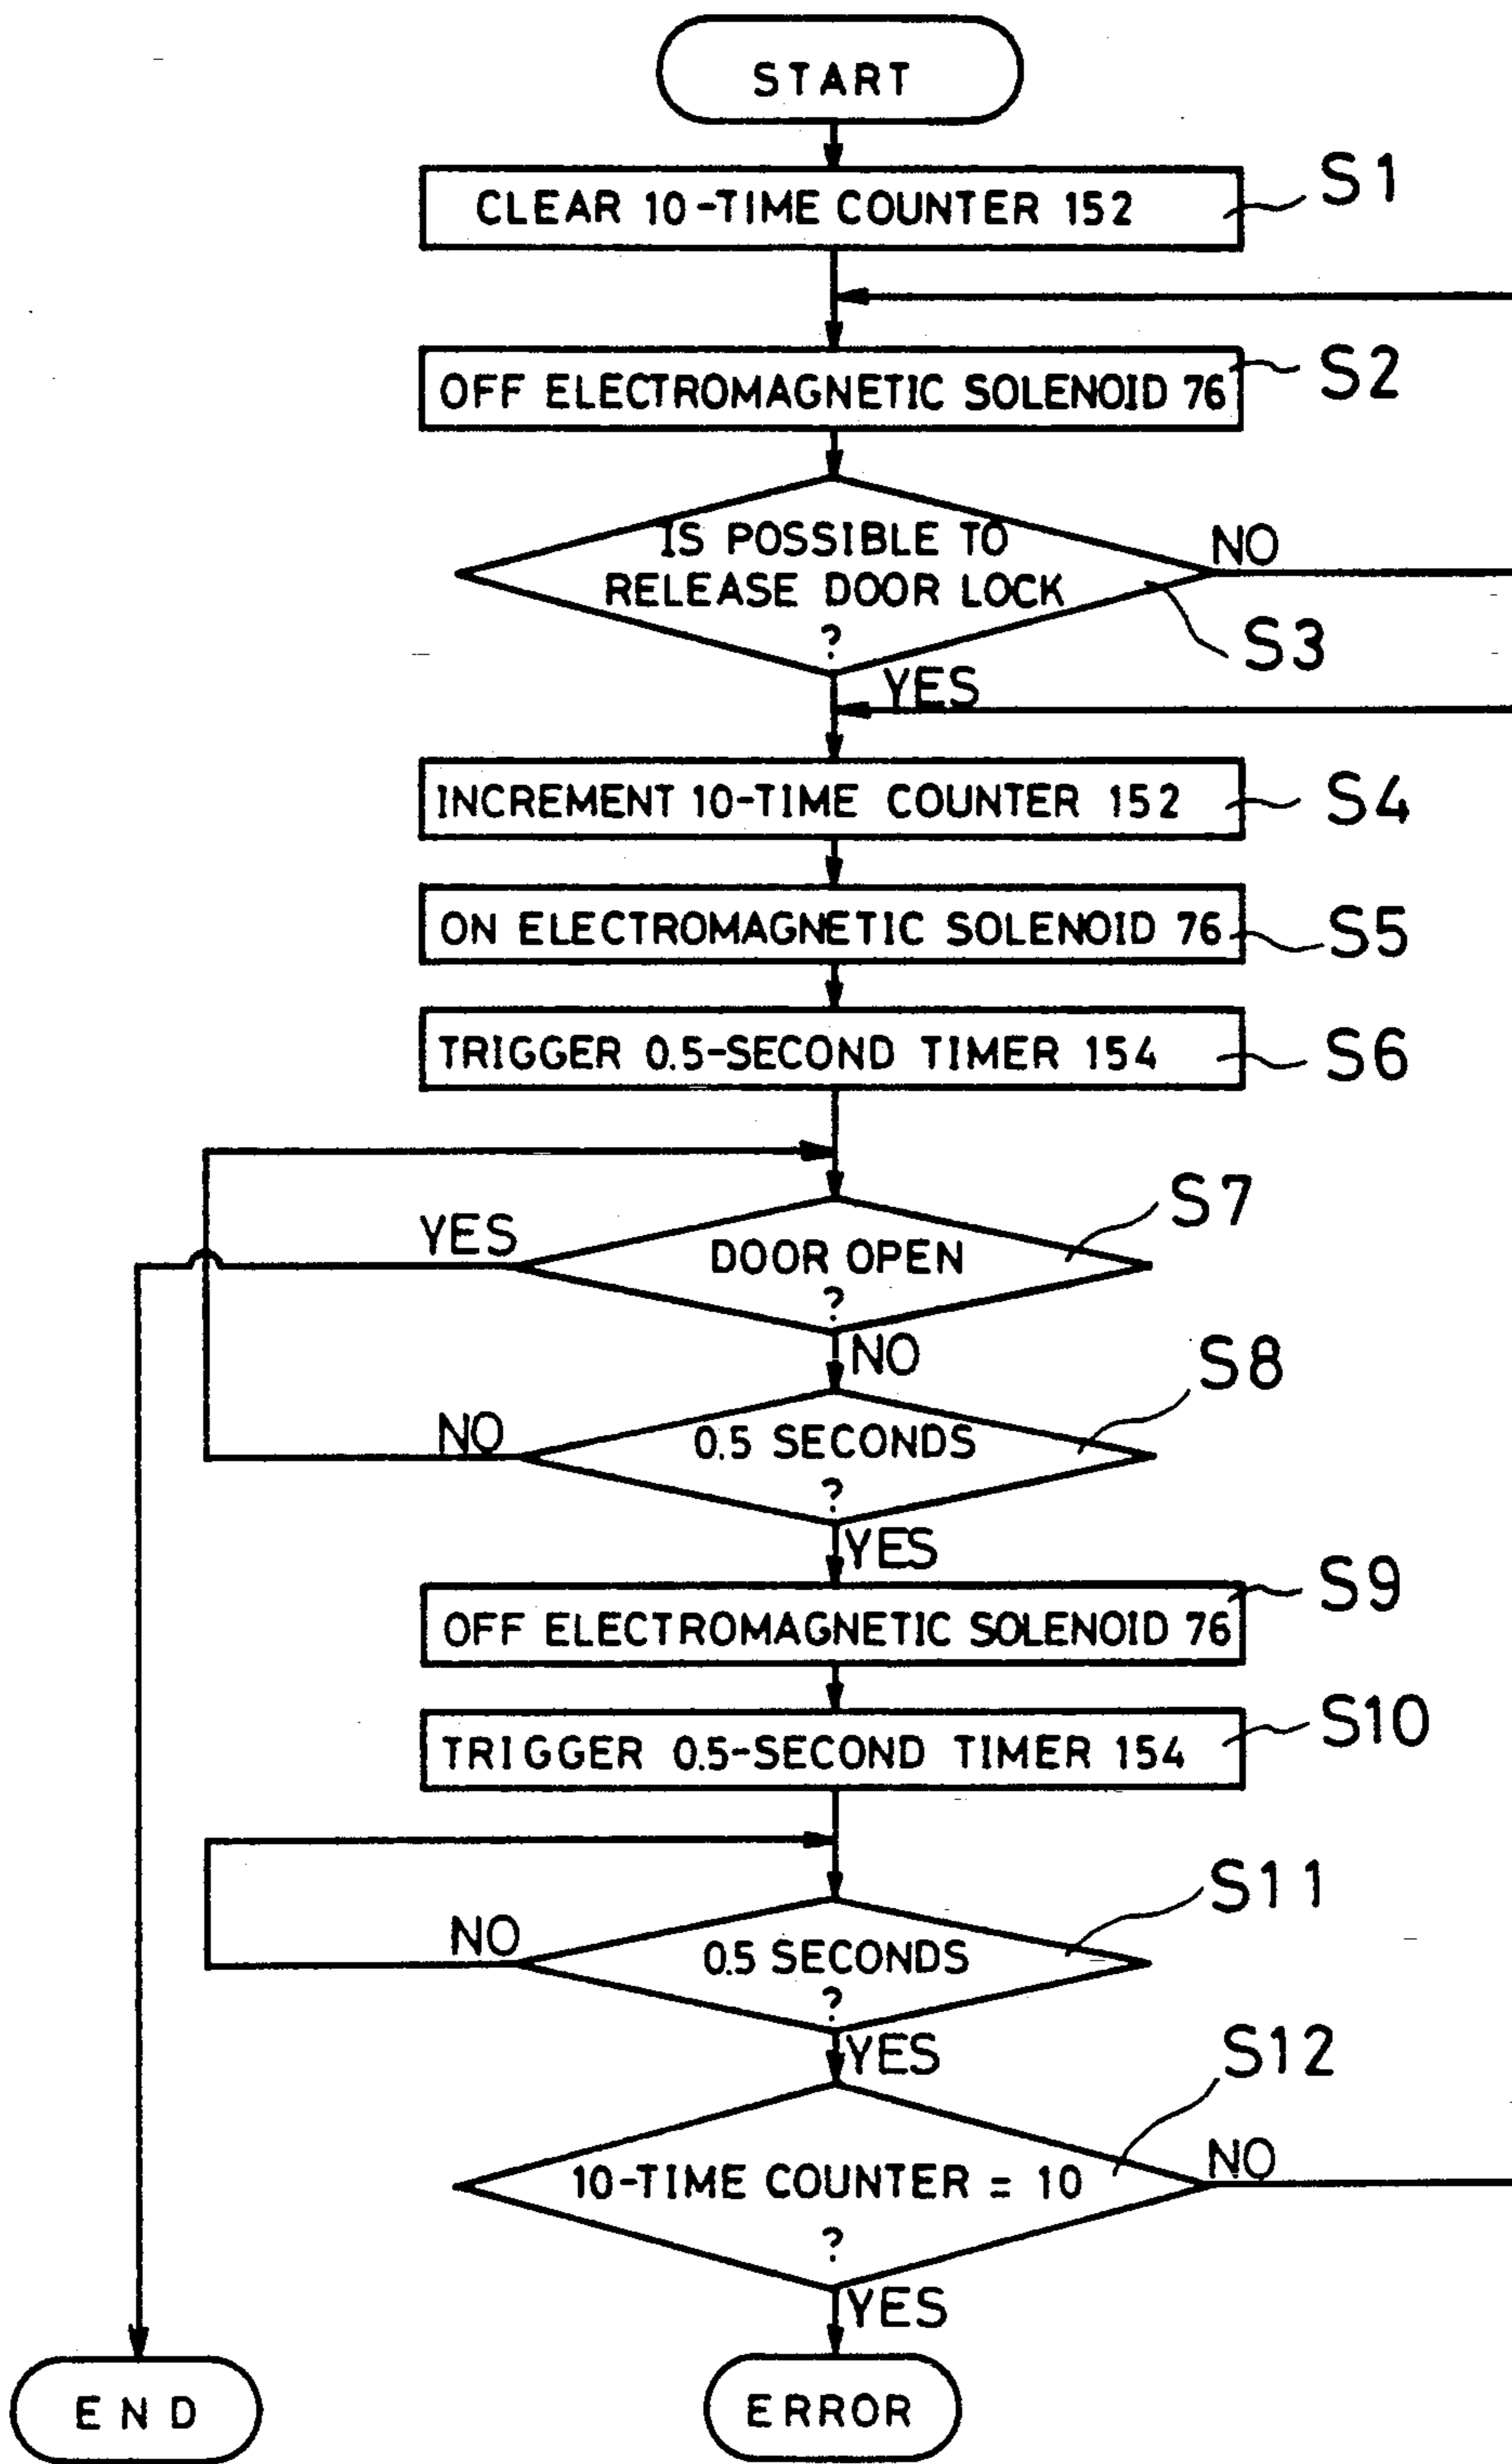 START
CLEAR 10-TIME COUNTER 152
S1
OFF ELECTROMAGNETIC SOLENOID 76
S2
IS POSSIBLE TO
RELEASE DOOR LOCK
?
NO
S3
YES
INCREMENT 10-TIME COUNTER 152
S4
ON ELECTROMAGNETIC SOLENOID 76
S5
TRIGGER 0.5-SECOND TIMER 154
S6
S7
YES
DOOR OPEN
?
NO
S8
NO
0.5 SECONDS
?
YES
S9
OFF ELECTROMAGNETIC SOLENOID 76
S10
TRIGGER 0.5-SECOND TIMER 154
S11
NO
0.5 SECONDS
?
YES
S12
10-TIME COUNTER = 10
?
NO
YES
END
ERROR